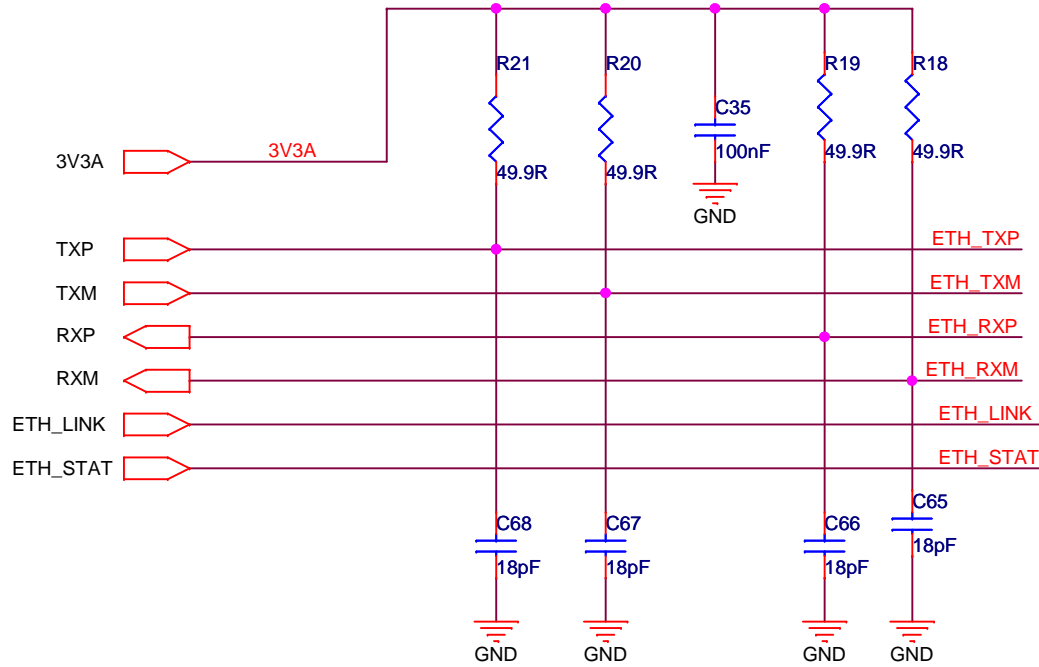 R21
R20
R19
R18
C35
3V3A
3V3A
100nF
49.9R
49.9R
49.9R
49.9R
GND
TXP
ETH_TXP
TXM
ETH_TXM
RXP
ETH_RXP
RXM
ETH_RXM
ETH_LINK
ETH_LINK
ETH_STAT
ETH_STAT
C68
C67
C66
C65
18pF
18pF
18pF
18pF
GND
GND
GND
GND